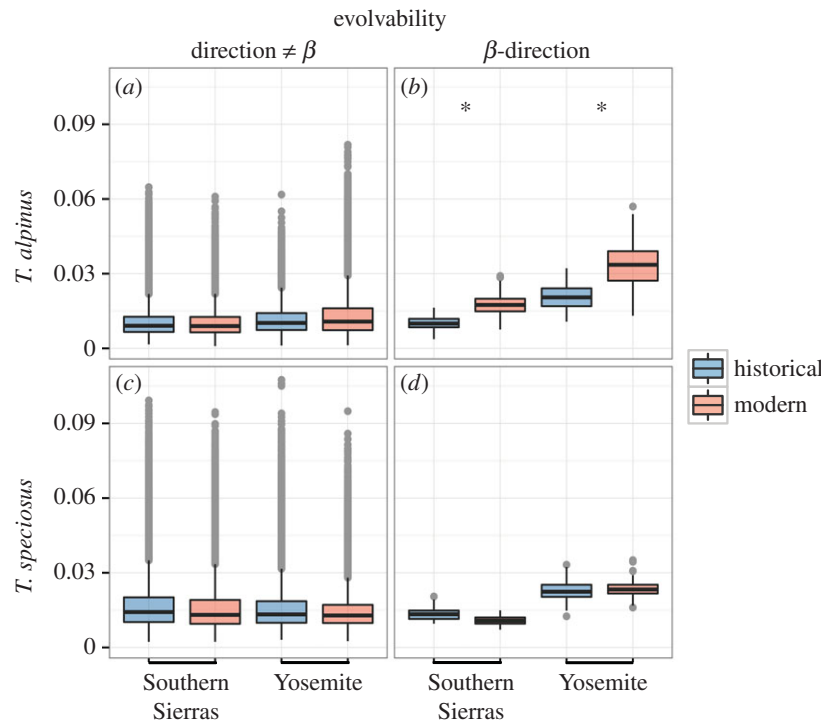 evolvability
direction ≠ β
β-direction
(a)
(b)
*
*
0.09
0.06
0.03
0
T. alpinus
(c)
(d)
0.09
0.06
0.03
0
T. speciosus
historical
modern
Southern
Sierras
Yosemite
Southern
Sierras
Yosemite